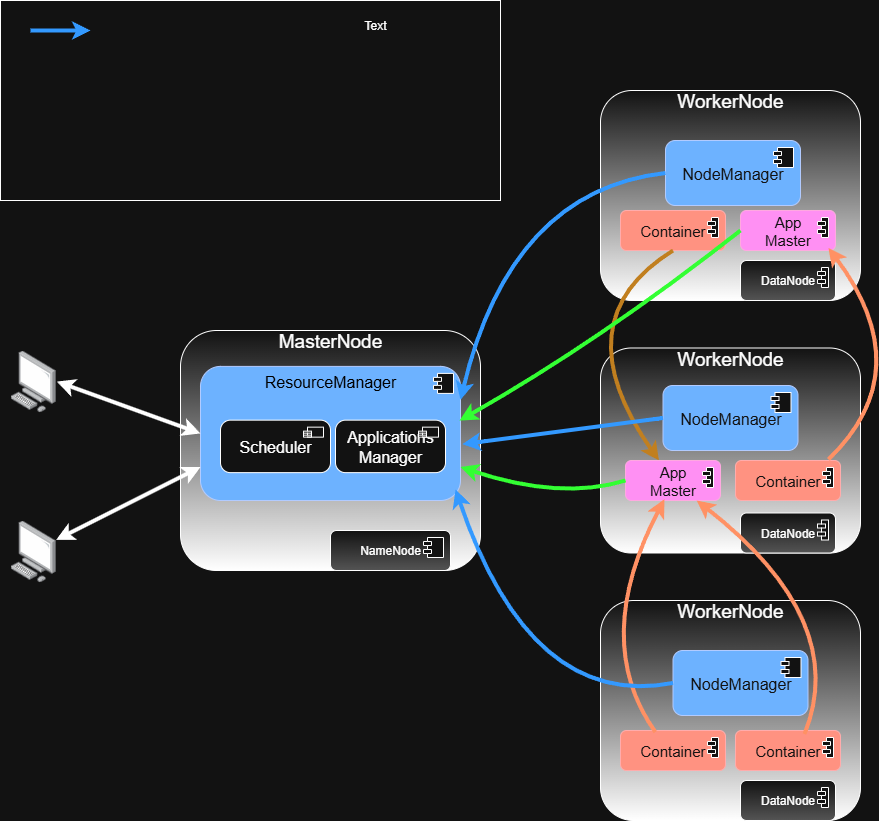 Text
WorkerNode
NodeManager
Container
App
Master
DataNode
MasterNode
ResourceManager
Scheduler
Applications
Manager
NameNode
WorkerNode
NodeManager
App
Master
Container
DataNode
WorkerNode
NodeManager
Container
Container
DataNode